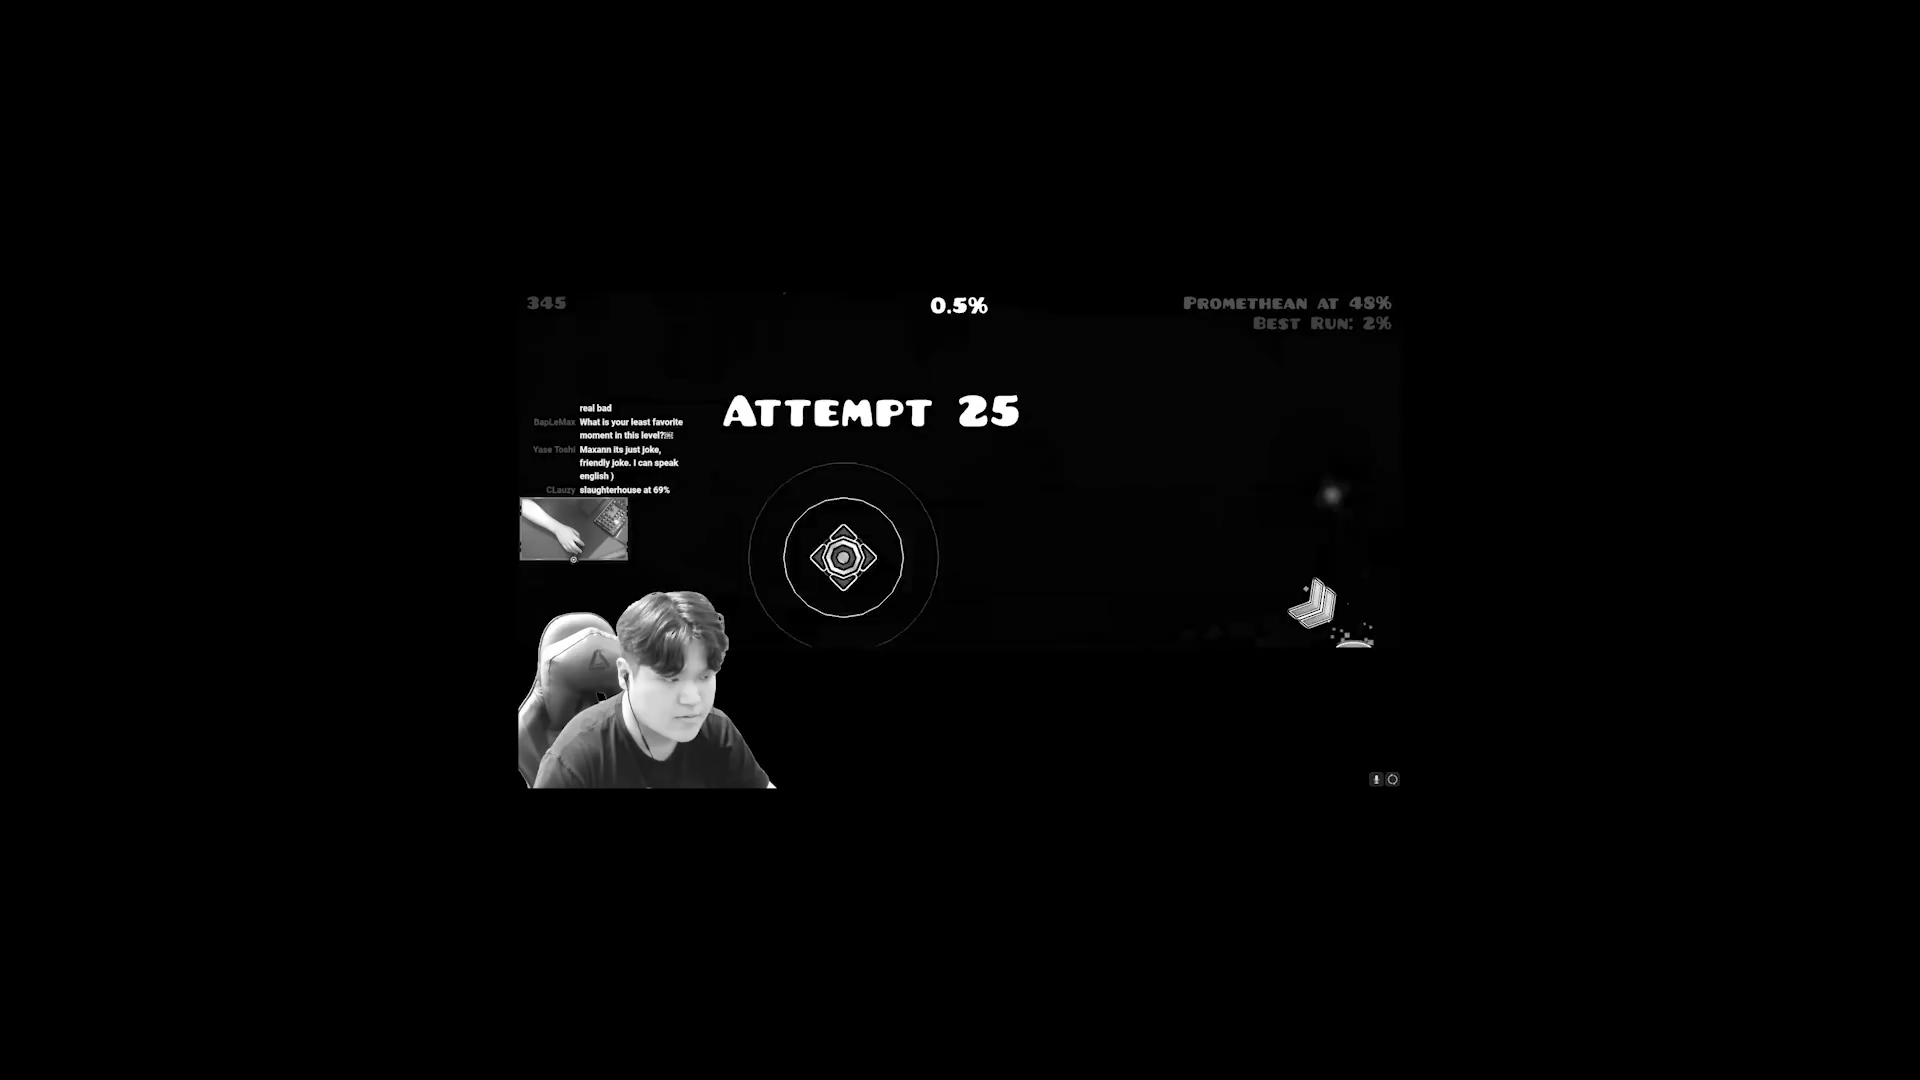 345
0.5%
PROMETHEAN AT 48%
BEST RUN: 2%
ATTEMPT 25
real bad
BapLeMax What is your least favorite
moment in this level?
Yase Toshi Maxann its just joke,
friendly joke. I can speak
english )
CLauzy slaughterhouse at 69%